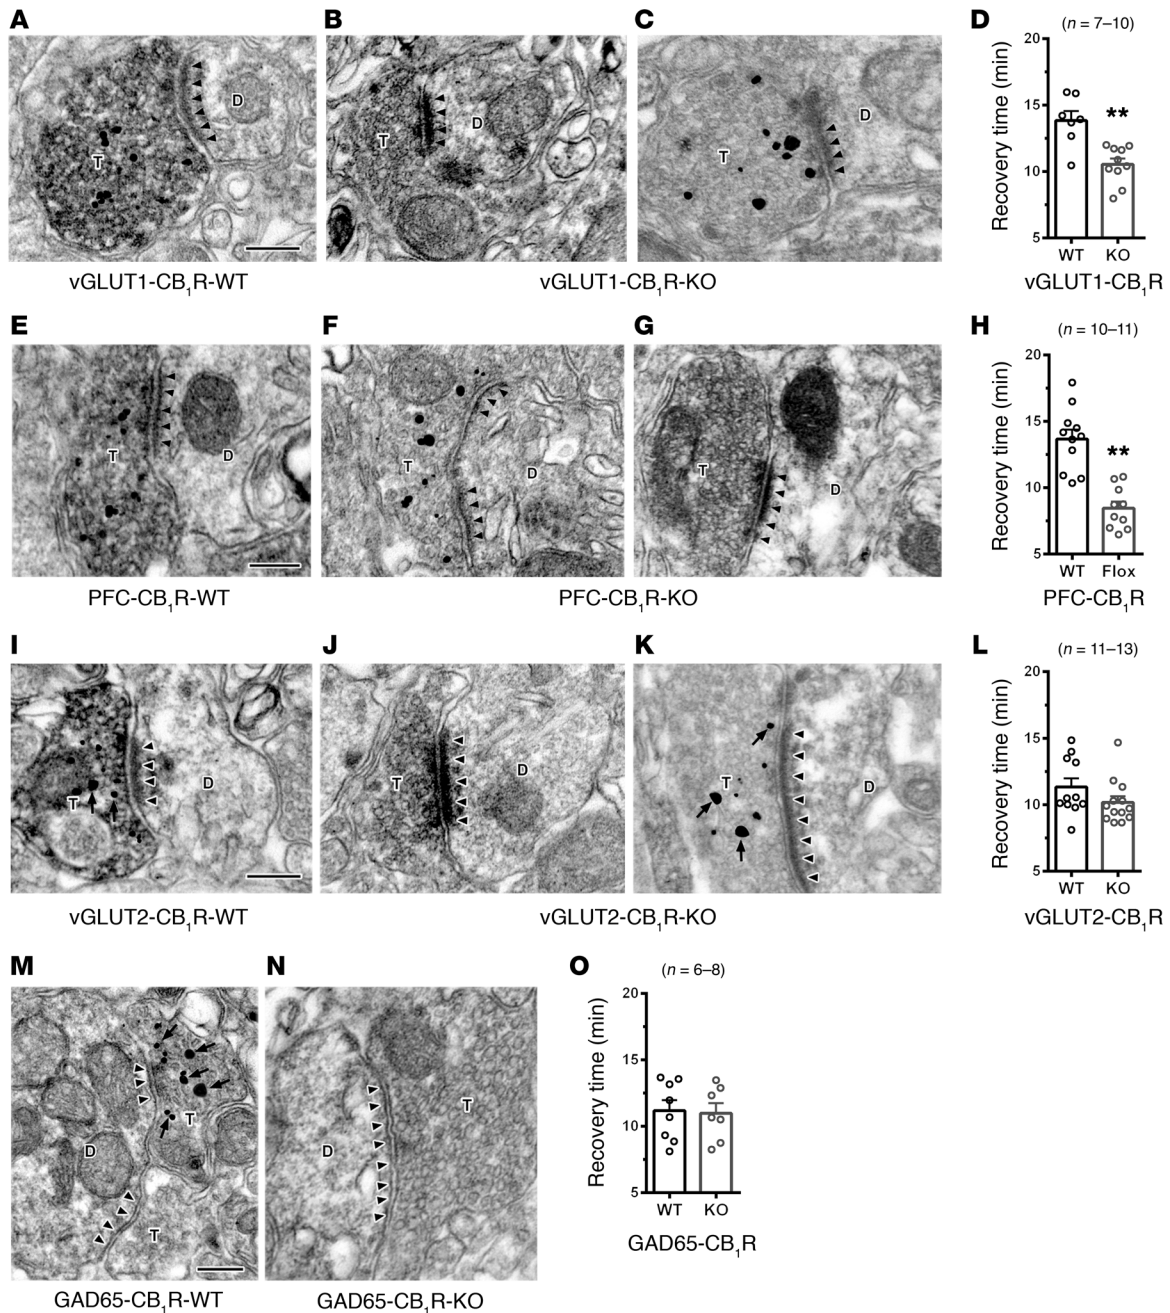 A
B
C
D
(n = 7–10)
T
D
T
D
T
D
Recovery time (min)
20
15
10
5
**
WT KO
vGLUT1-CB1R-WT
vGLUT1-CB1R-KO
vGLUT1-CB1R
E
F
G
H
(n = 10–11)
T
D
T
D
T
D
Recovery time (min)
20
15
10
5
**
WT Flox
PFC-CB1R-WT
PFC-CB1R-KO
PFC-CB1R
I
J
K
L
(n = 11–13)
T
D
T
D
T
D
Recovery time (min)
20
15
10
5
WT KO
vGLUT2-CB1R-WT
vGLUT2-CB1R-KO
vGLUT2-CB1R
M
N
O
(n = 6–8)
D
T
T
D
T
Recovery time (min)
20
15
10
5
WT KO
GAD65-CB1R
GAD65-CB1R-WT
GAD65-CB1R-KO